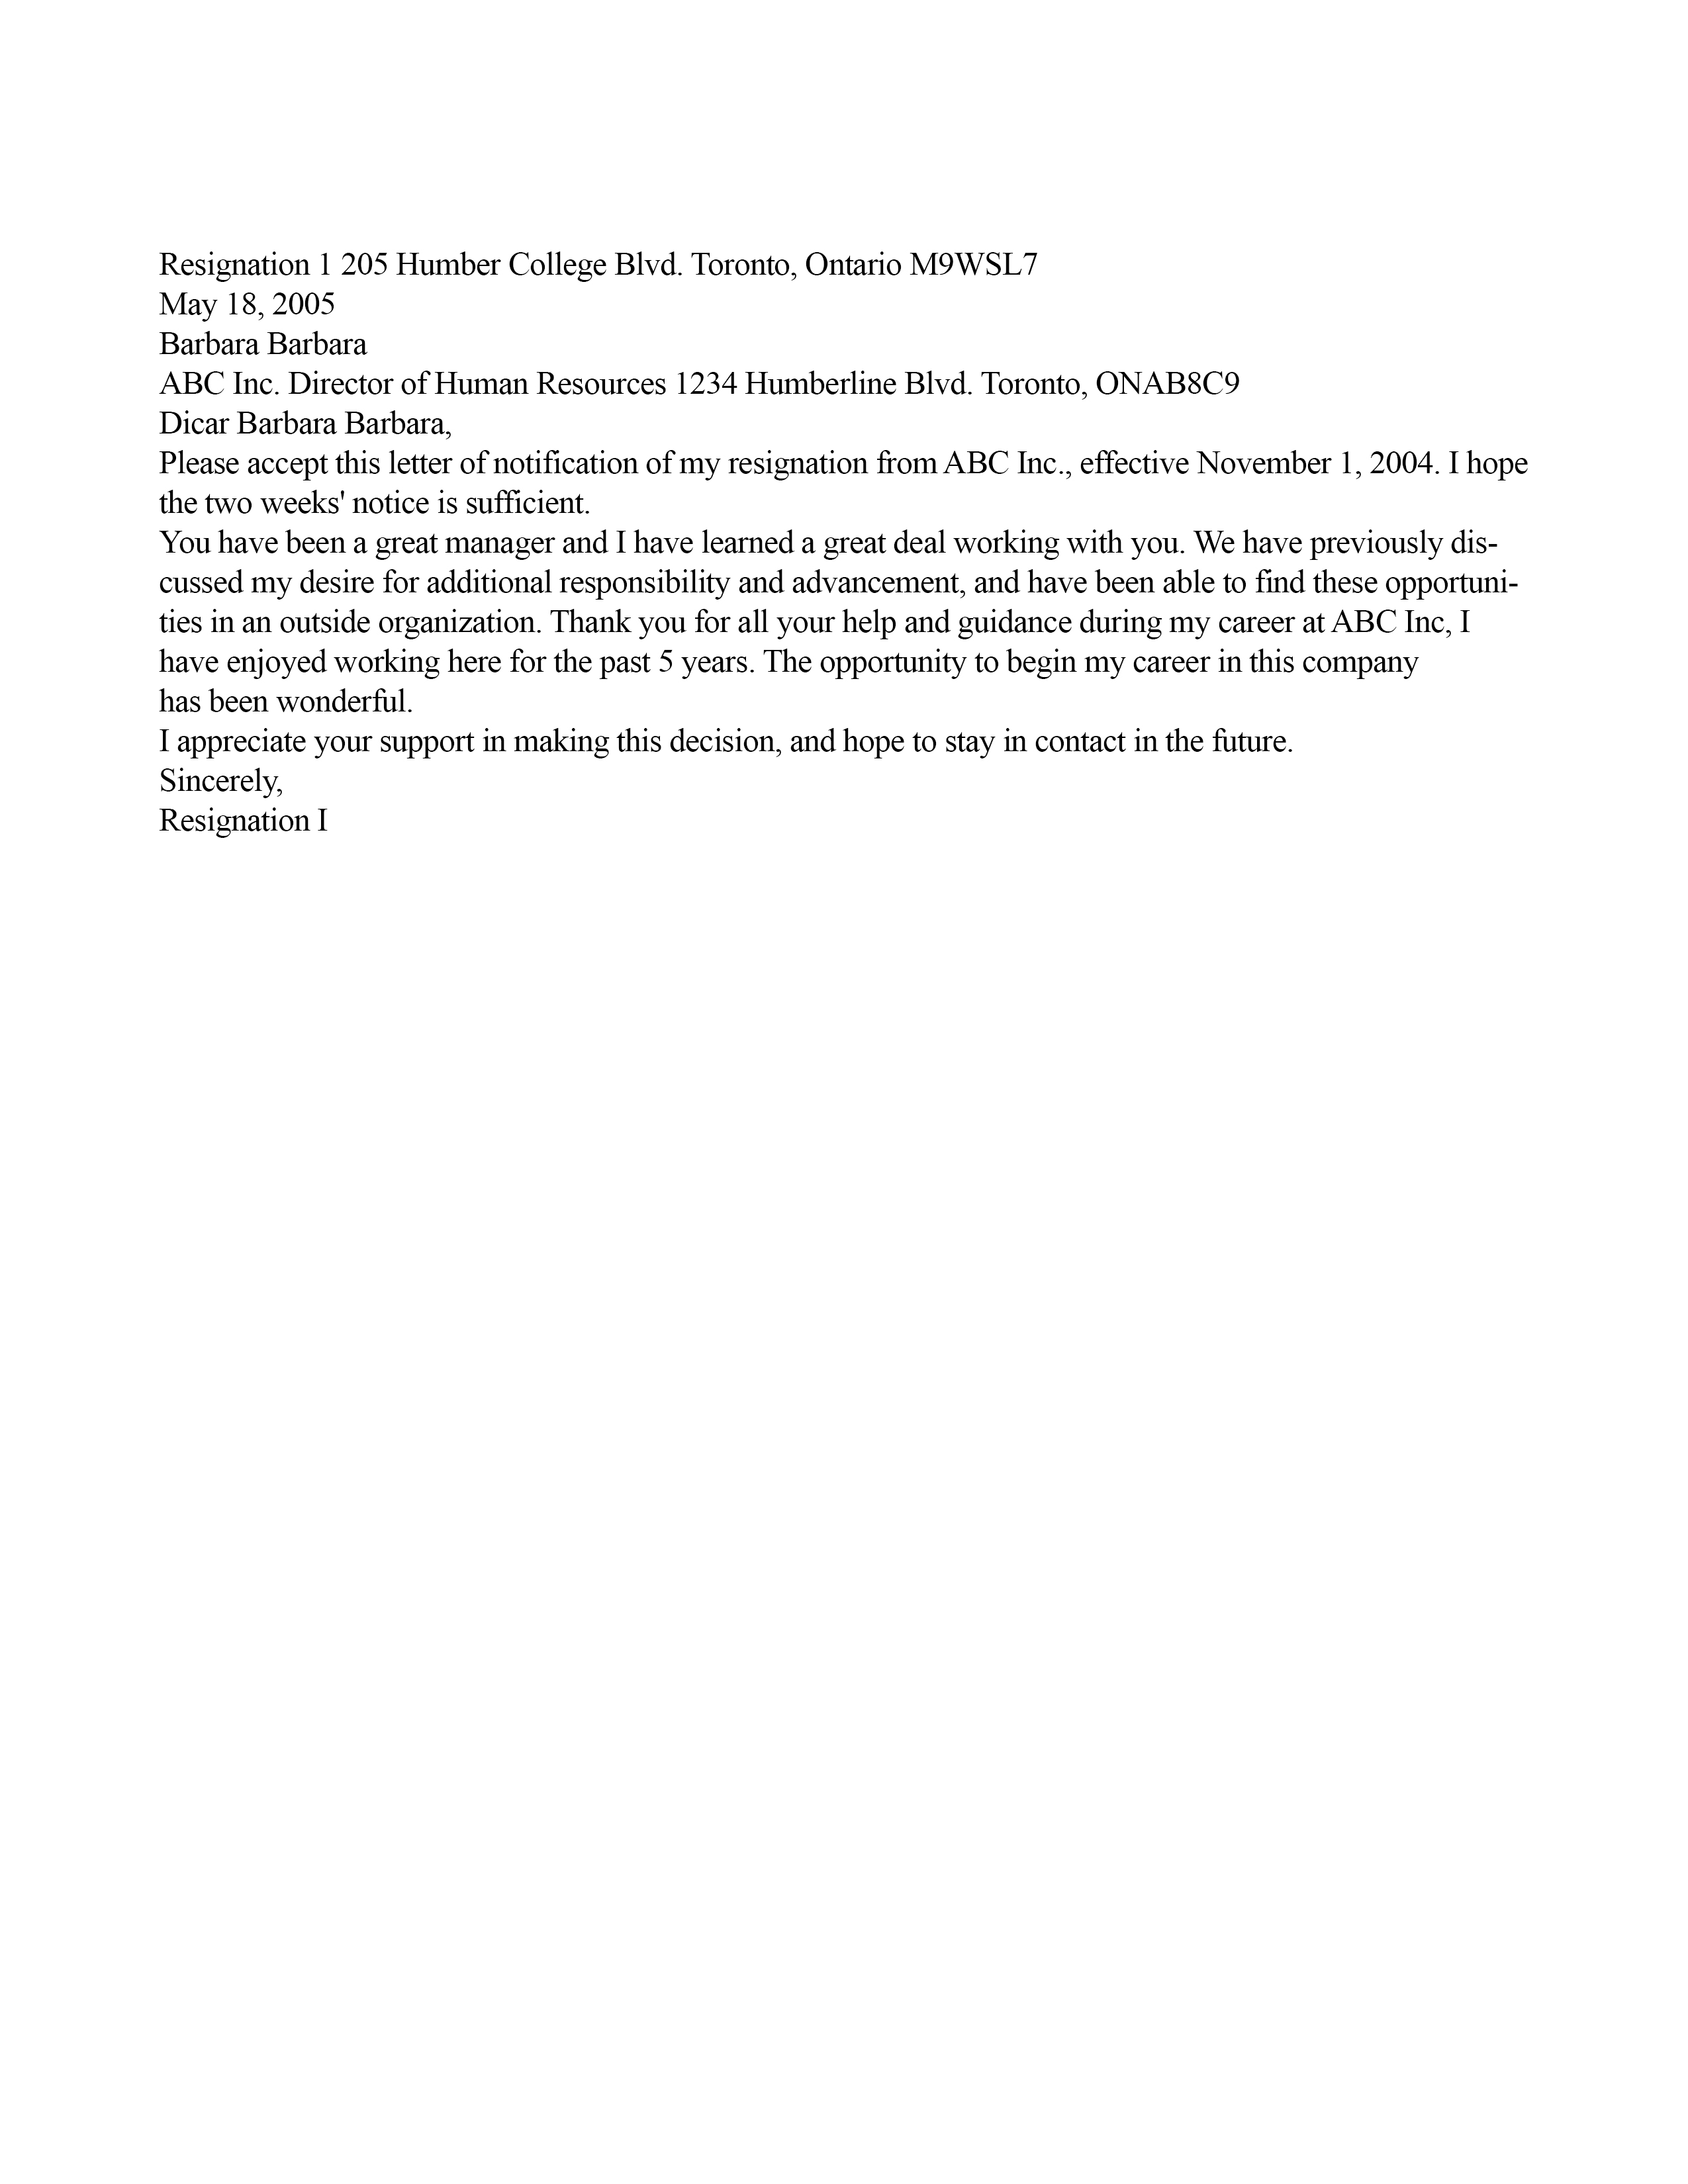 Resignation 1 205 Humber College Blvd. Toronto, Ontario M9WSL7
May 18, 2005
Barbara Barbara
ABC Inc. Director of Human Resources 1234 Humberline Blvd. Toronto, ONAB8C9
Dicar Barbara Barbara,
Please accept this letter of notification of my resignation from ABC Inc., effective November 1, 2004. I hope
the two weeks' notice is sufficient.
You have been a great manager and I have learned a great deal working with you. We have previously dis-
cussed my desire for additional responsibility and advancement, and have been able to find these opportuni-
ties in an outside organization. Thank you for all your help and guidance during my career at ABC Inc, I
have enjoyed working here for the past 5 years. The opportunity to begin my career in this company
has been wonderful.
I appreciate your support in making this decision, and hope to stay in contact in the future.
Sincerely,
Resignation I